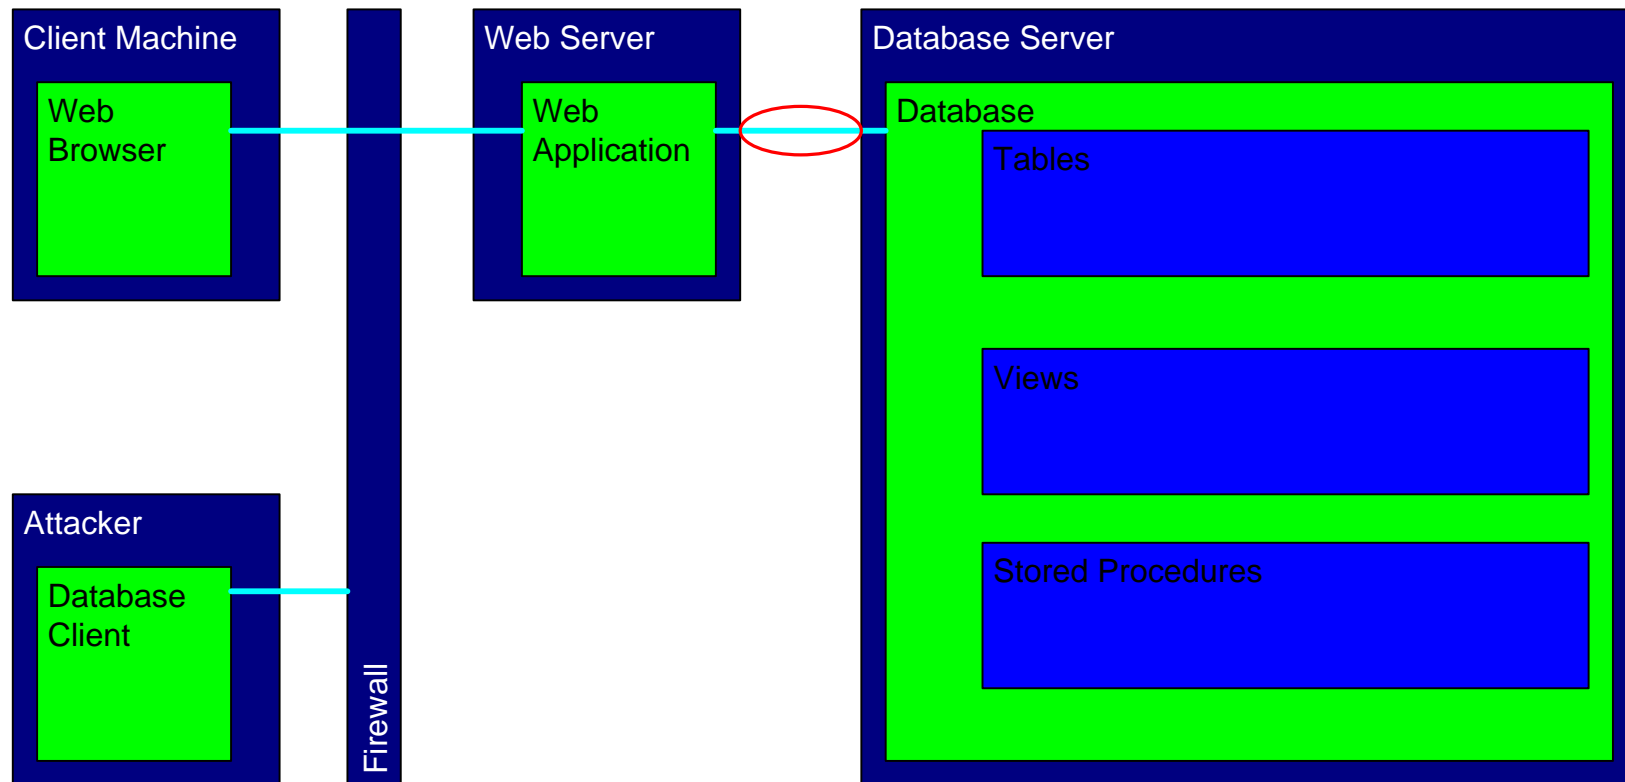 Client Machine
Web
Browser
Firewall
Web Server
Web
Application
Database Server
Database
Tables
Views
Stored Procedures
Attacker
Database
Client